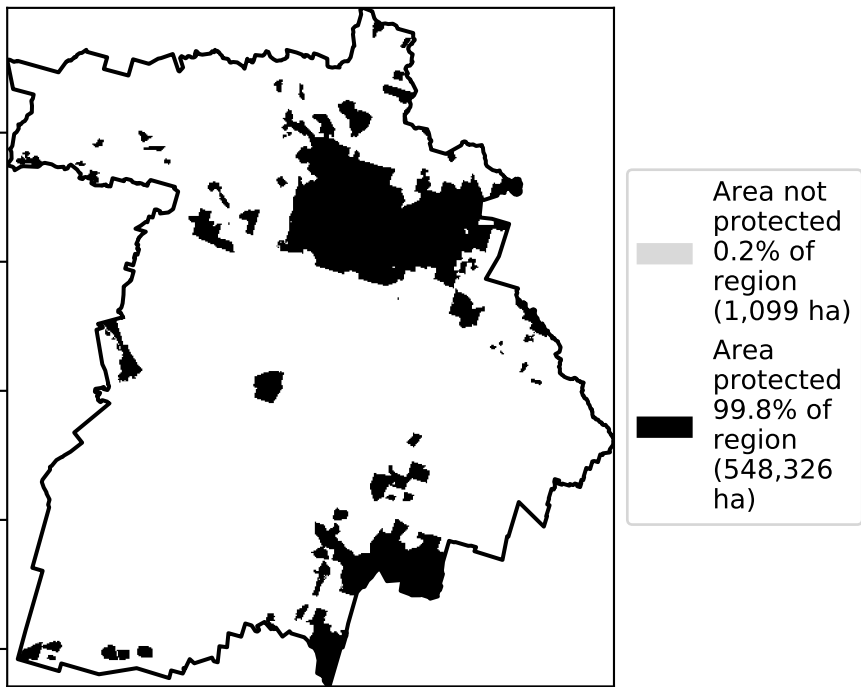 Area not
protected
0.2% of
region
(1,099 ha)
Area
protected
99.8% of
region
(548,326
ha)